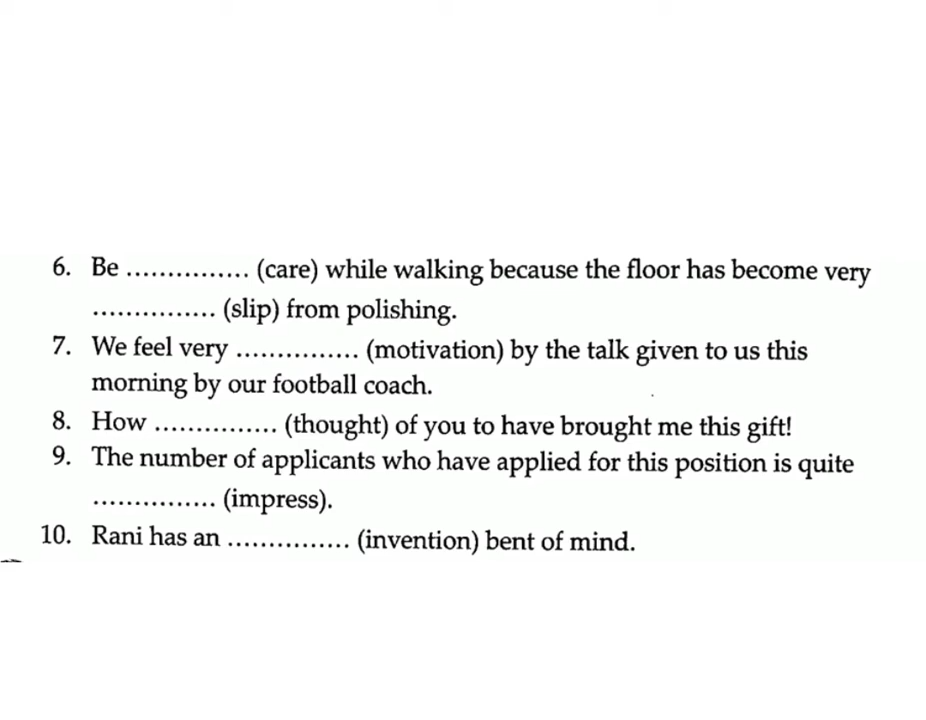 6. Be ............... (care) while walking because the floor has become very
............... (slip) from polishing.
7. We feel very ............... (motivation) by the talk given to us this
morning by our football coach.
8. How ............... (thought) of you to have brought me this gift!
9. The number of applicants who have applied for this position is quite
............... (impress).
10. Rani has an ............... (invention) bent of mind.